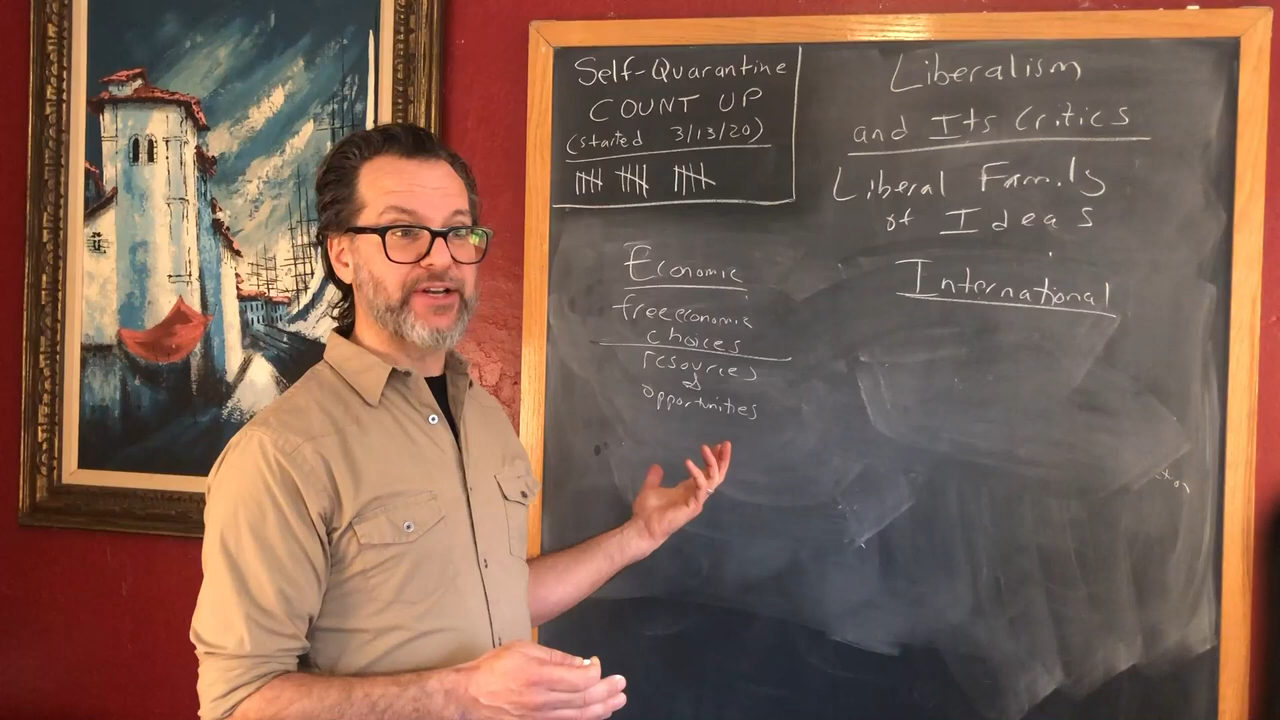 Self-Quarantine
COUNT UP
(started 3/13/20)
Liberalism
and Its Critics
Liberal Family
of Ideas
Economic
free economic
choices
resources
&
opportunities
International